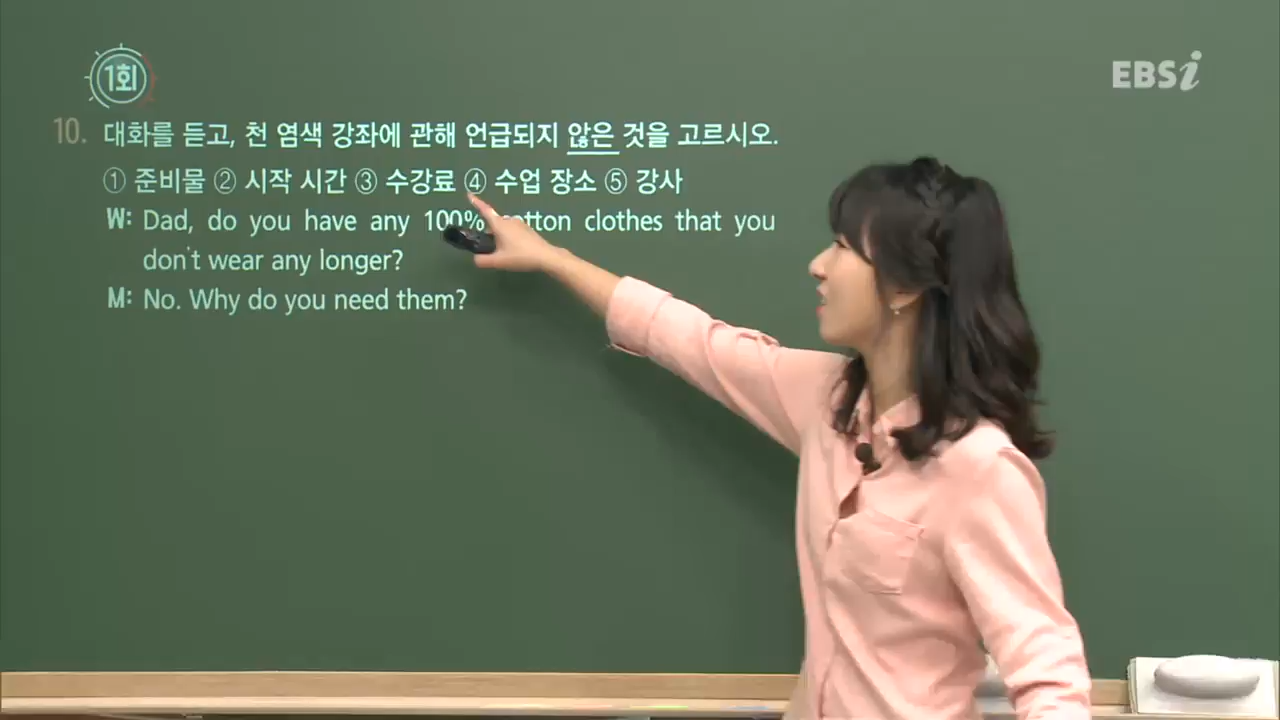 1회
EBSi
10. 대화를 듣고, 천 염색 강좌에 관해 언급되지 않은 것을 고르시오.
① 준비물 ② 시작 시간 ③ 수강료 ④ 수업 장소 ⑤ 강사
W: Dad, do you have any 100% clothes that you
don't wear any longer?
M: No. Why do you need them?